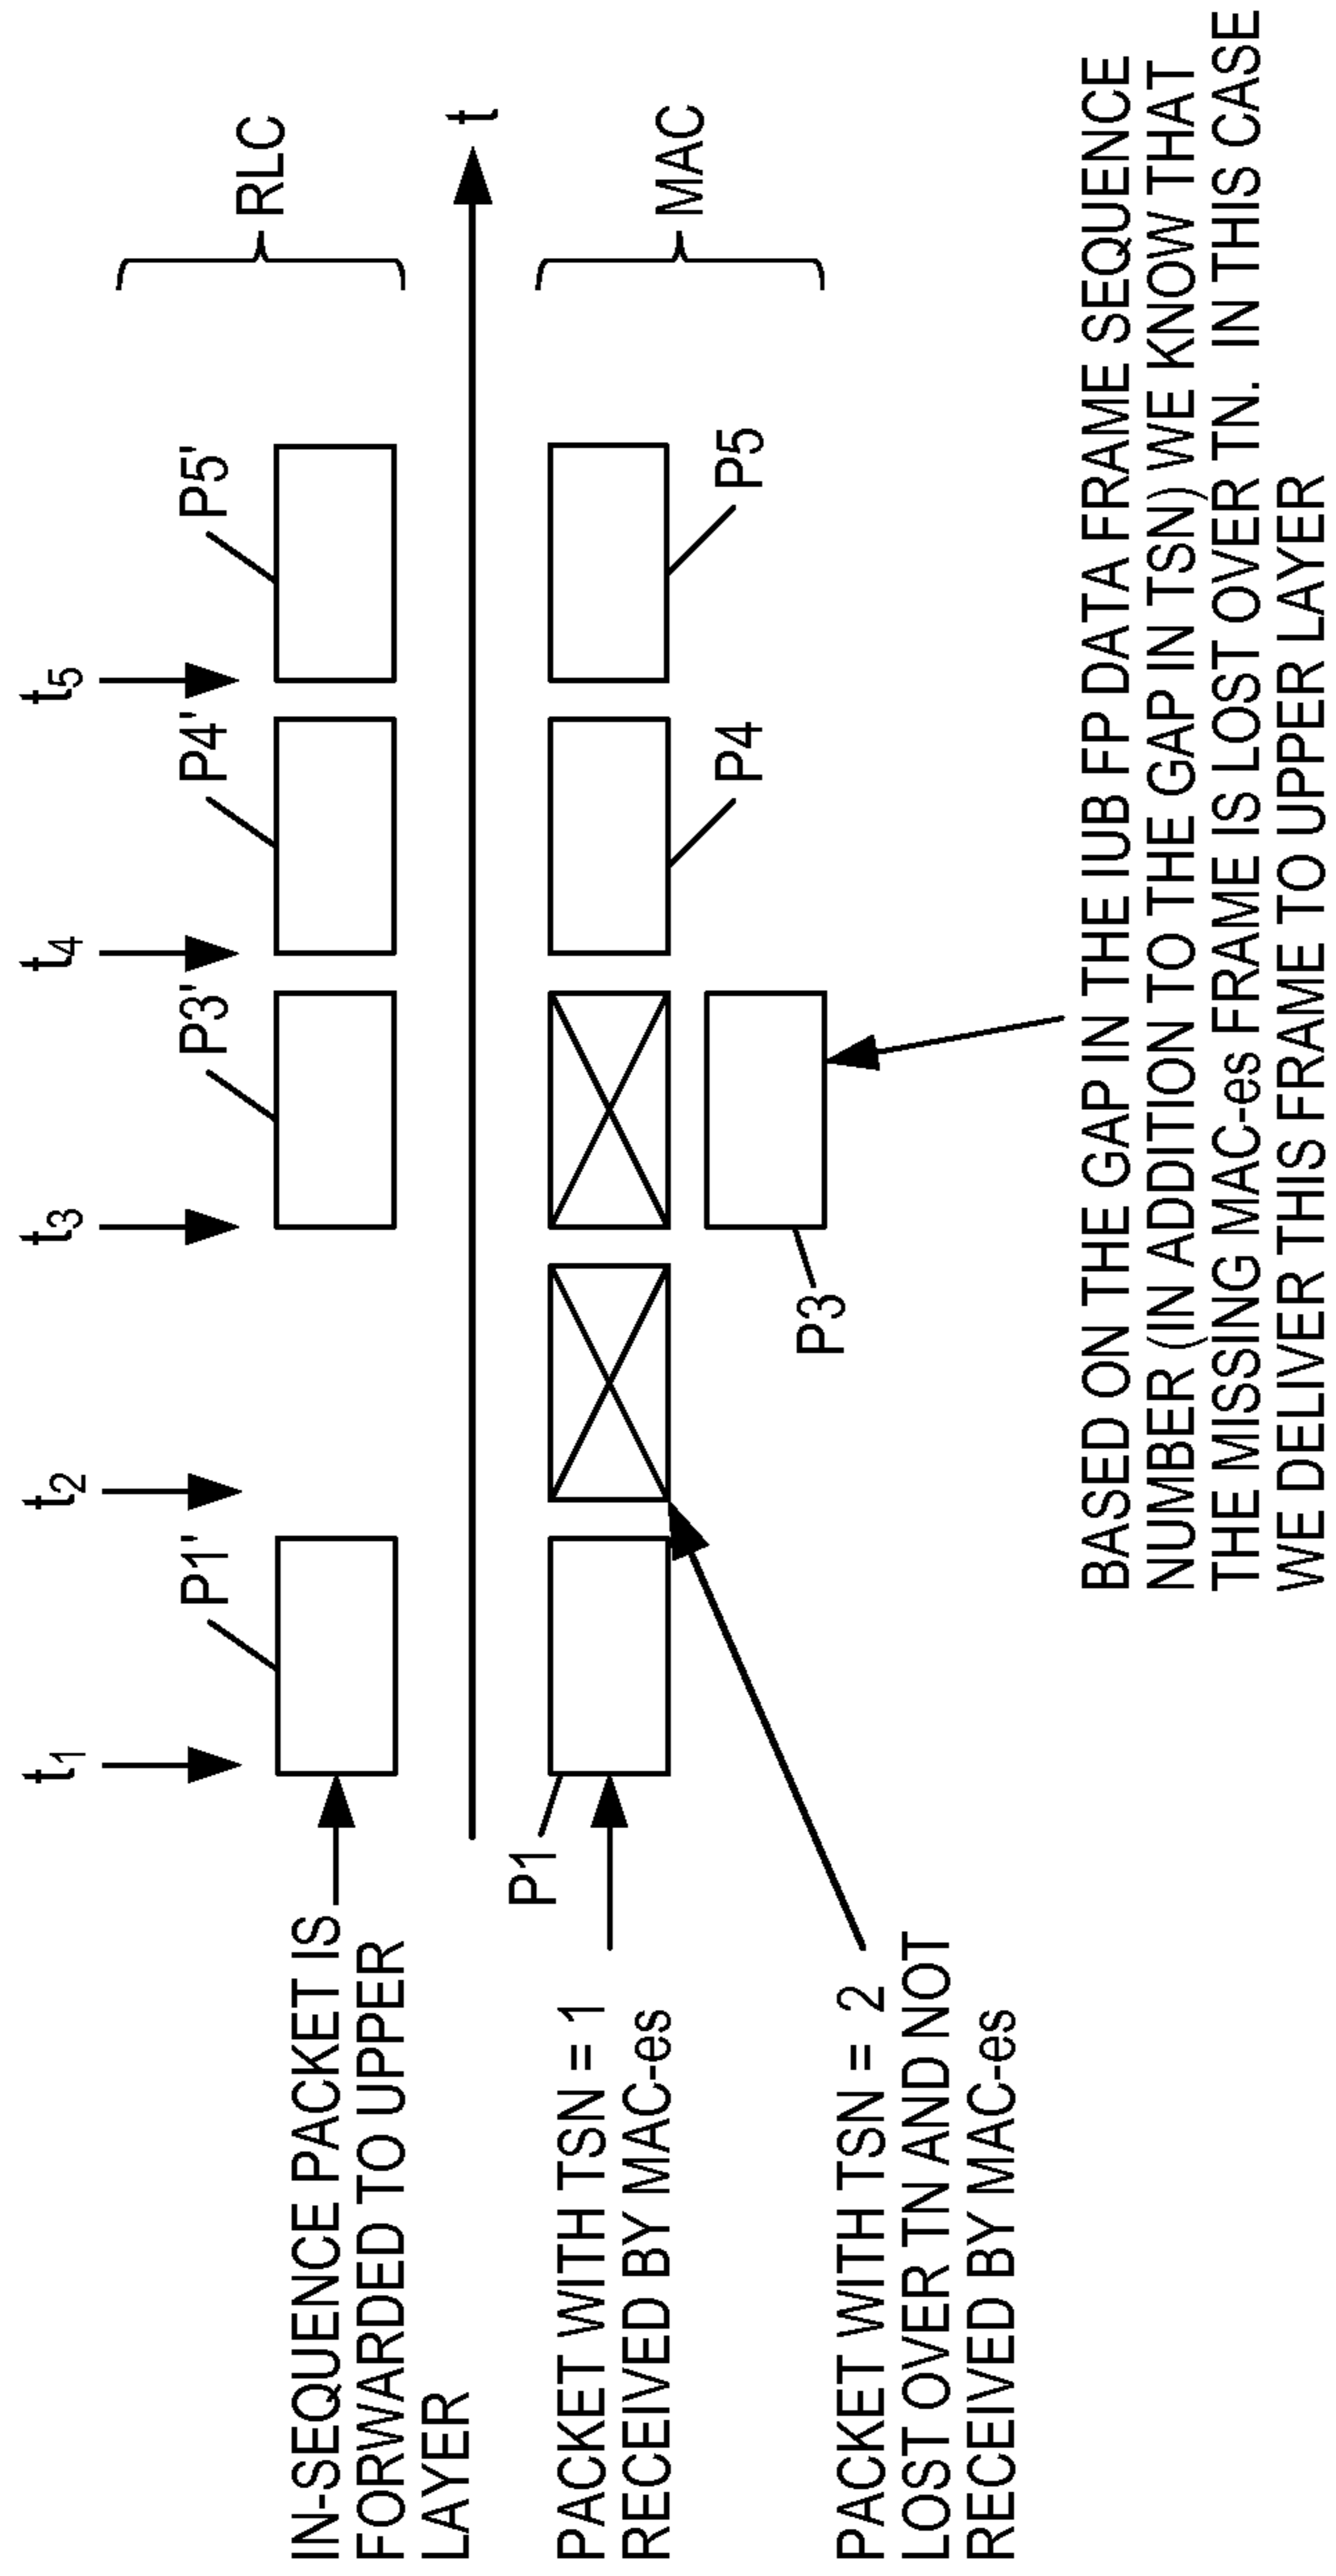 t1
t2
t3
t4
t5
P1'
P3'
P4'
P5'
RLC
IN-SEQUENCE PACKET IS
FORWARDED TO UPPER
LAYER
t
P1
PACKET WITH TSN = 1
RECEIVED BY MAC-es
P4
P5
MAC
P3
PACKET WITH TSN = 2
LOST OVER TN AND NOT
RECEIVED BY MAC-es
BASED ON THE GAP IN THE IUB FP DATA FRAME SEQUENCE
NUMBER (IN ADDITION TO THE GAP IN TSN) WE KNOW THAT
THE MISSING MAC-es FRAME IS LOST OVER TN. IN THIS CASE
WE DELIVER THIS FRAME TO UPPER LAYER